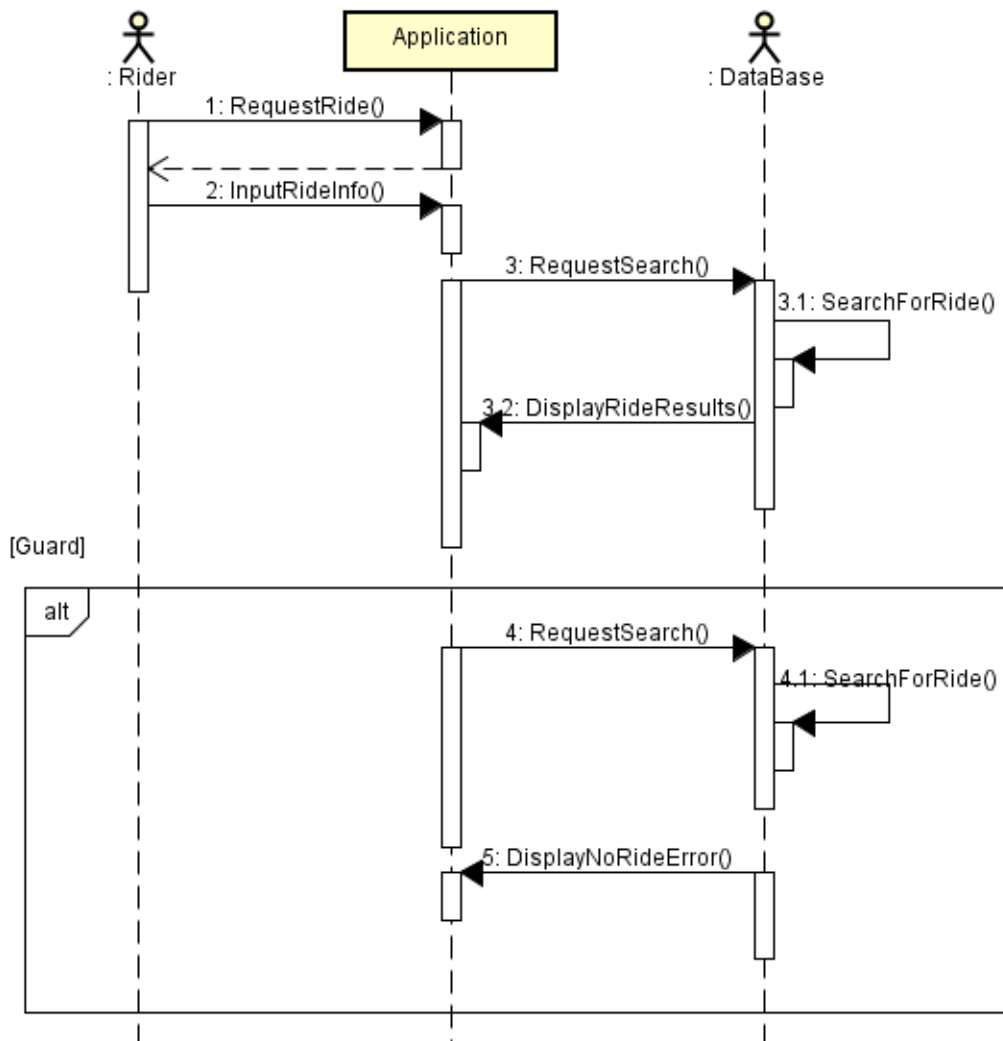 Application
: Rider
: DataBase
1: RequestRide()
2: InputRideInfo()
3: RequestSearch()
3.1: SearchForRide()
3.2: DisplayRideResults()
[Guard]
alt
4: RequestSearch()
4.1: SearchForRide()
5: DisplayNoRideError()